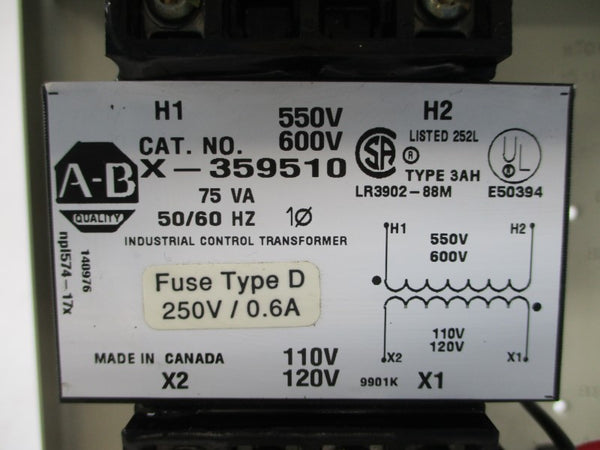 H1 550V H2
CAT. NO. 600V
X-359510
75 VA
50/60 HZ 1Ø
INDUSTRIAL CONTROL TRANSFORMER
A-B
QUALITY
npl574-17x
140976
SA
®
LISTED 252L
TYPE 3AH
LR3902-88M
UL
E50394
Fuse Type D
250V / 0.6A
H1 H2
550V
600V
110V
120V
X2 X1
MADE IN CANADA 110V
X2 120V 9901K X1